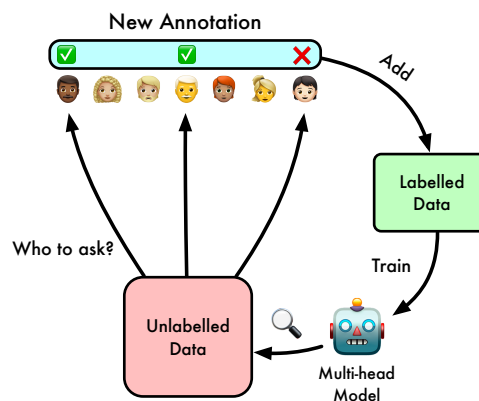 New Annotation
Add
Labelled
Data
Who to ask?
Train
Unlabelled
Data
Multi-head
Model